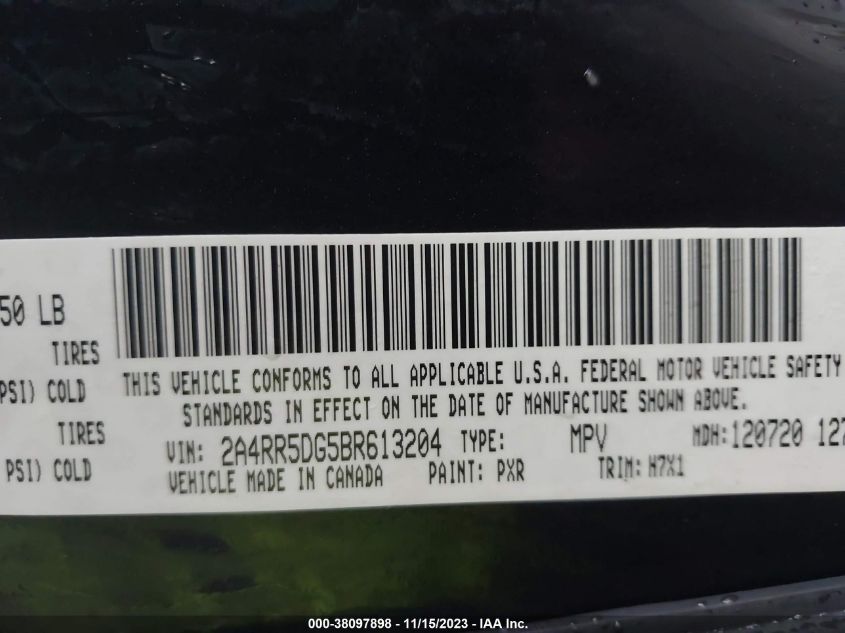 50 LB
TIRES
PSI) COLD
THIS VEHICLE CONFORMS TO ALL APPLICABLE U.S.A. FEDERAL MOTOR VEHICLE SAFETY
STANDARDS IN EFFECT ON THE DATE OF MANUFACTURE SHOWN ABOVE.
TIRES
VIN: 2A4RR5DG5BR613204 TYPE: MPV MDH:120720 127
PSI) COLD
VEHICLE MADE IN CANADA PAINT: PXR TRIM: H7X1
000-38097898 - 11/15/2023 - IAA Inc.